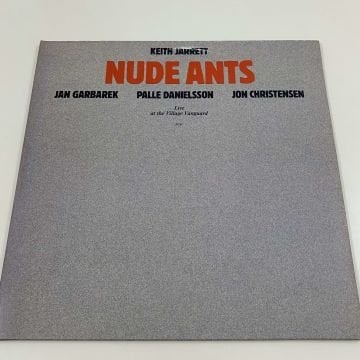 KEITH JARRETT
NUDE ANTS
JAN GARBAREK PALLE DANIELSSON JON CHRISTENSEN
Live
at the Village Vanguard